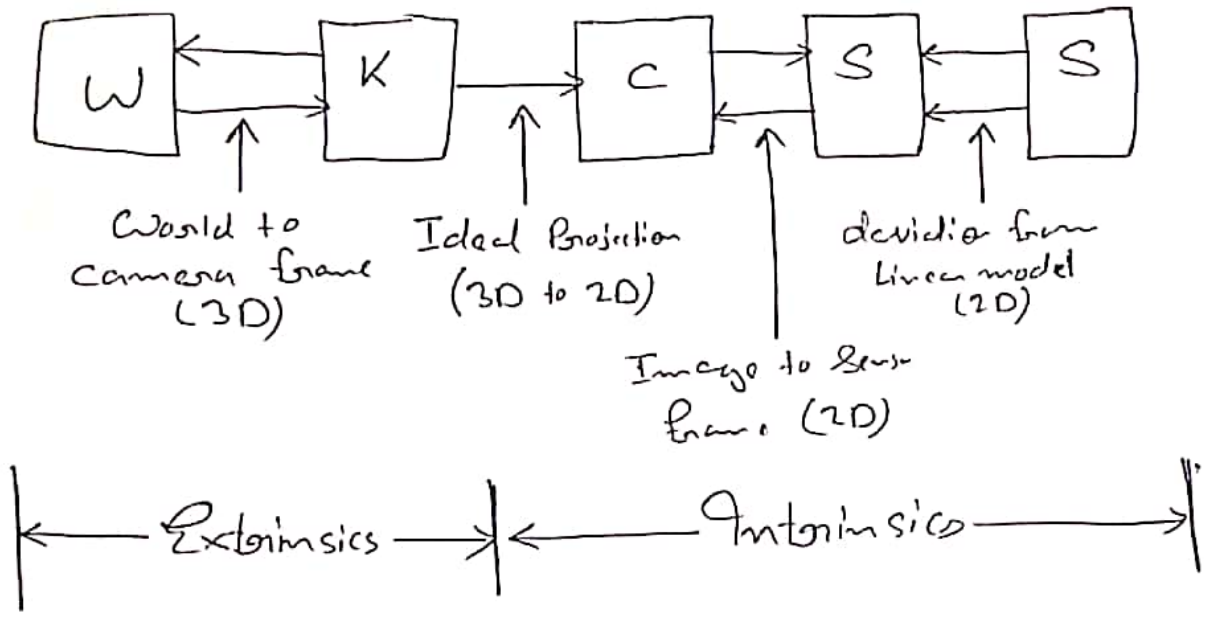 W
K
C
S
S
World to
camera frame
(3D)
Ideal Projection
(3D to 2D)
deviation from
Linear model
(2D)
Image to Sensor
frame (2D)
Extrinsics
Intrinsics